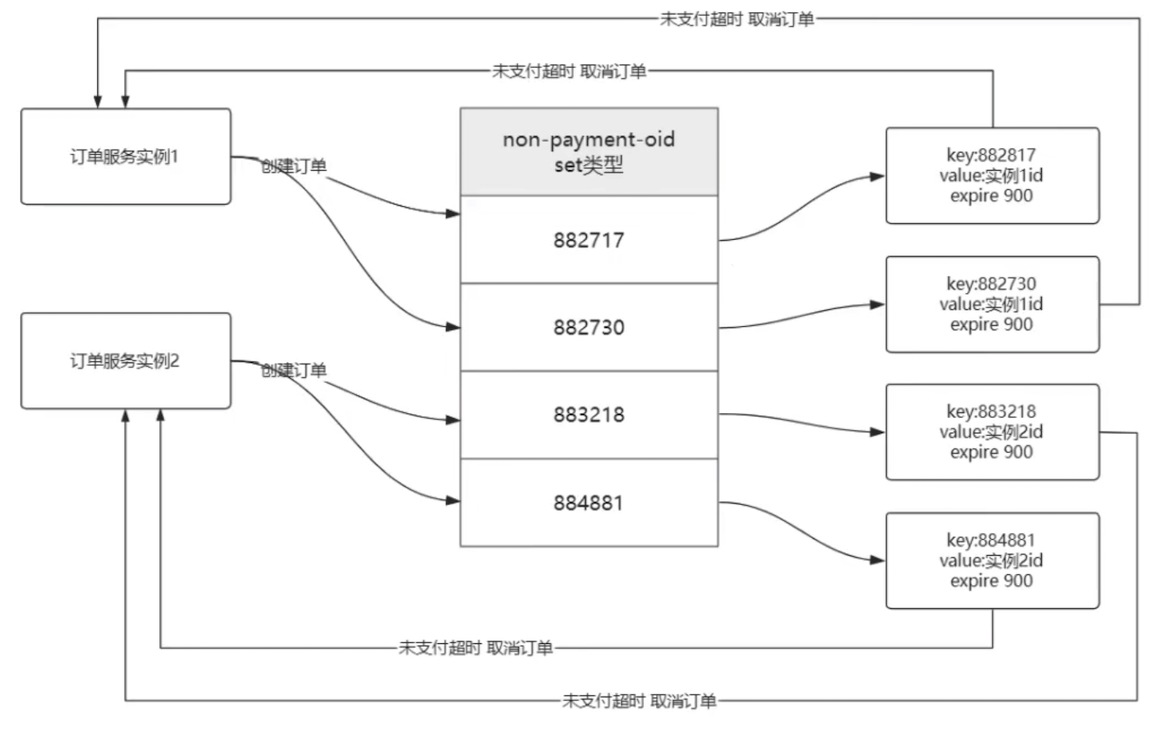 未支付超时 取消订单
未支付超时 取消订单
订单服务实例1
创建订单
non-payment-oid
set类型
882717
882730
883218
884881
key:882817
value:实例1id
expire 900
key:882730
value:实例1id
expire 900
订单服务实例2
创建订单
key:883218
value:实例2id
expire 900
key:884881
value:实例2id
expire 900
未支付超时 取消订单
未支付超时 取消订单